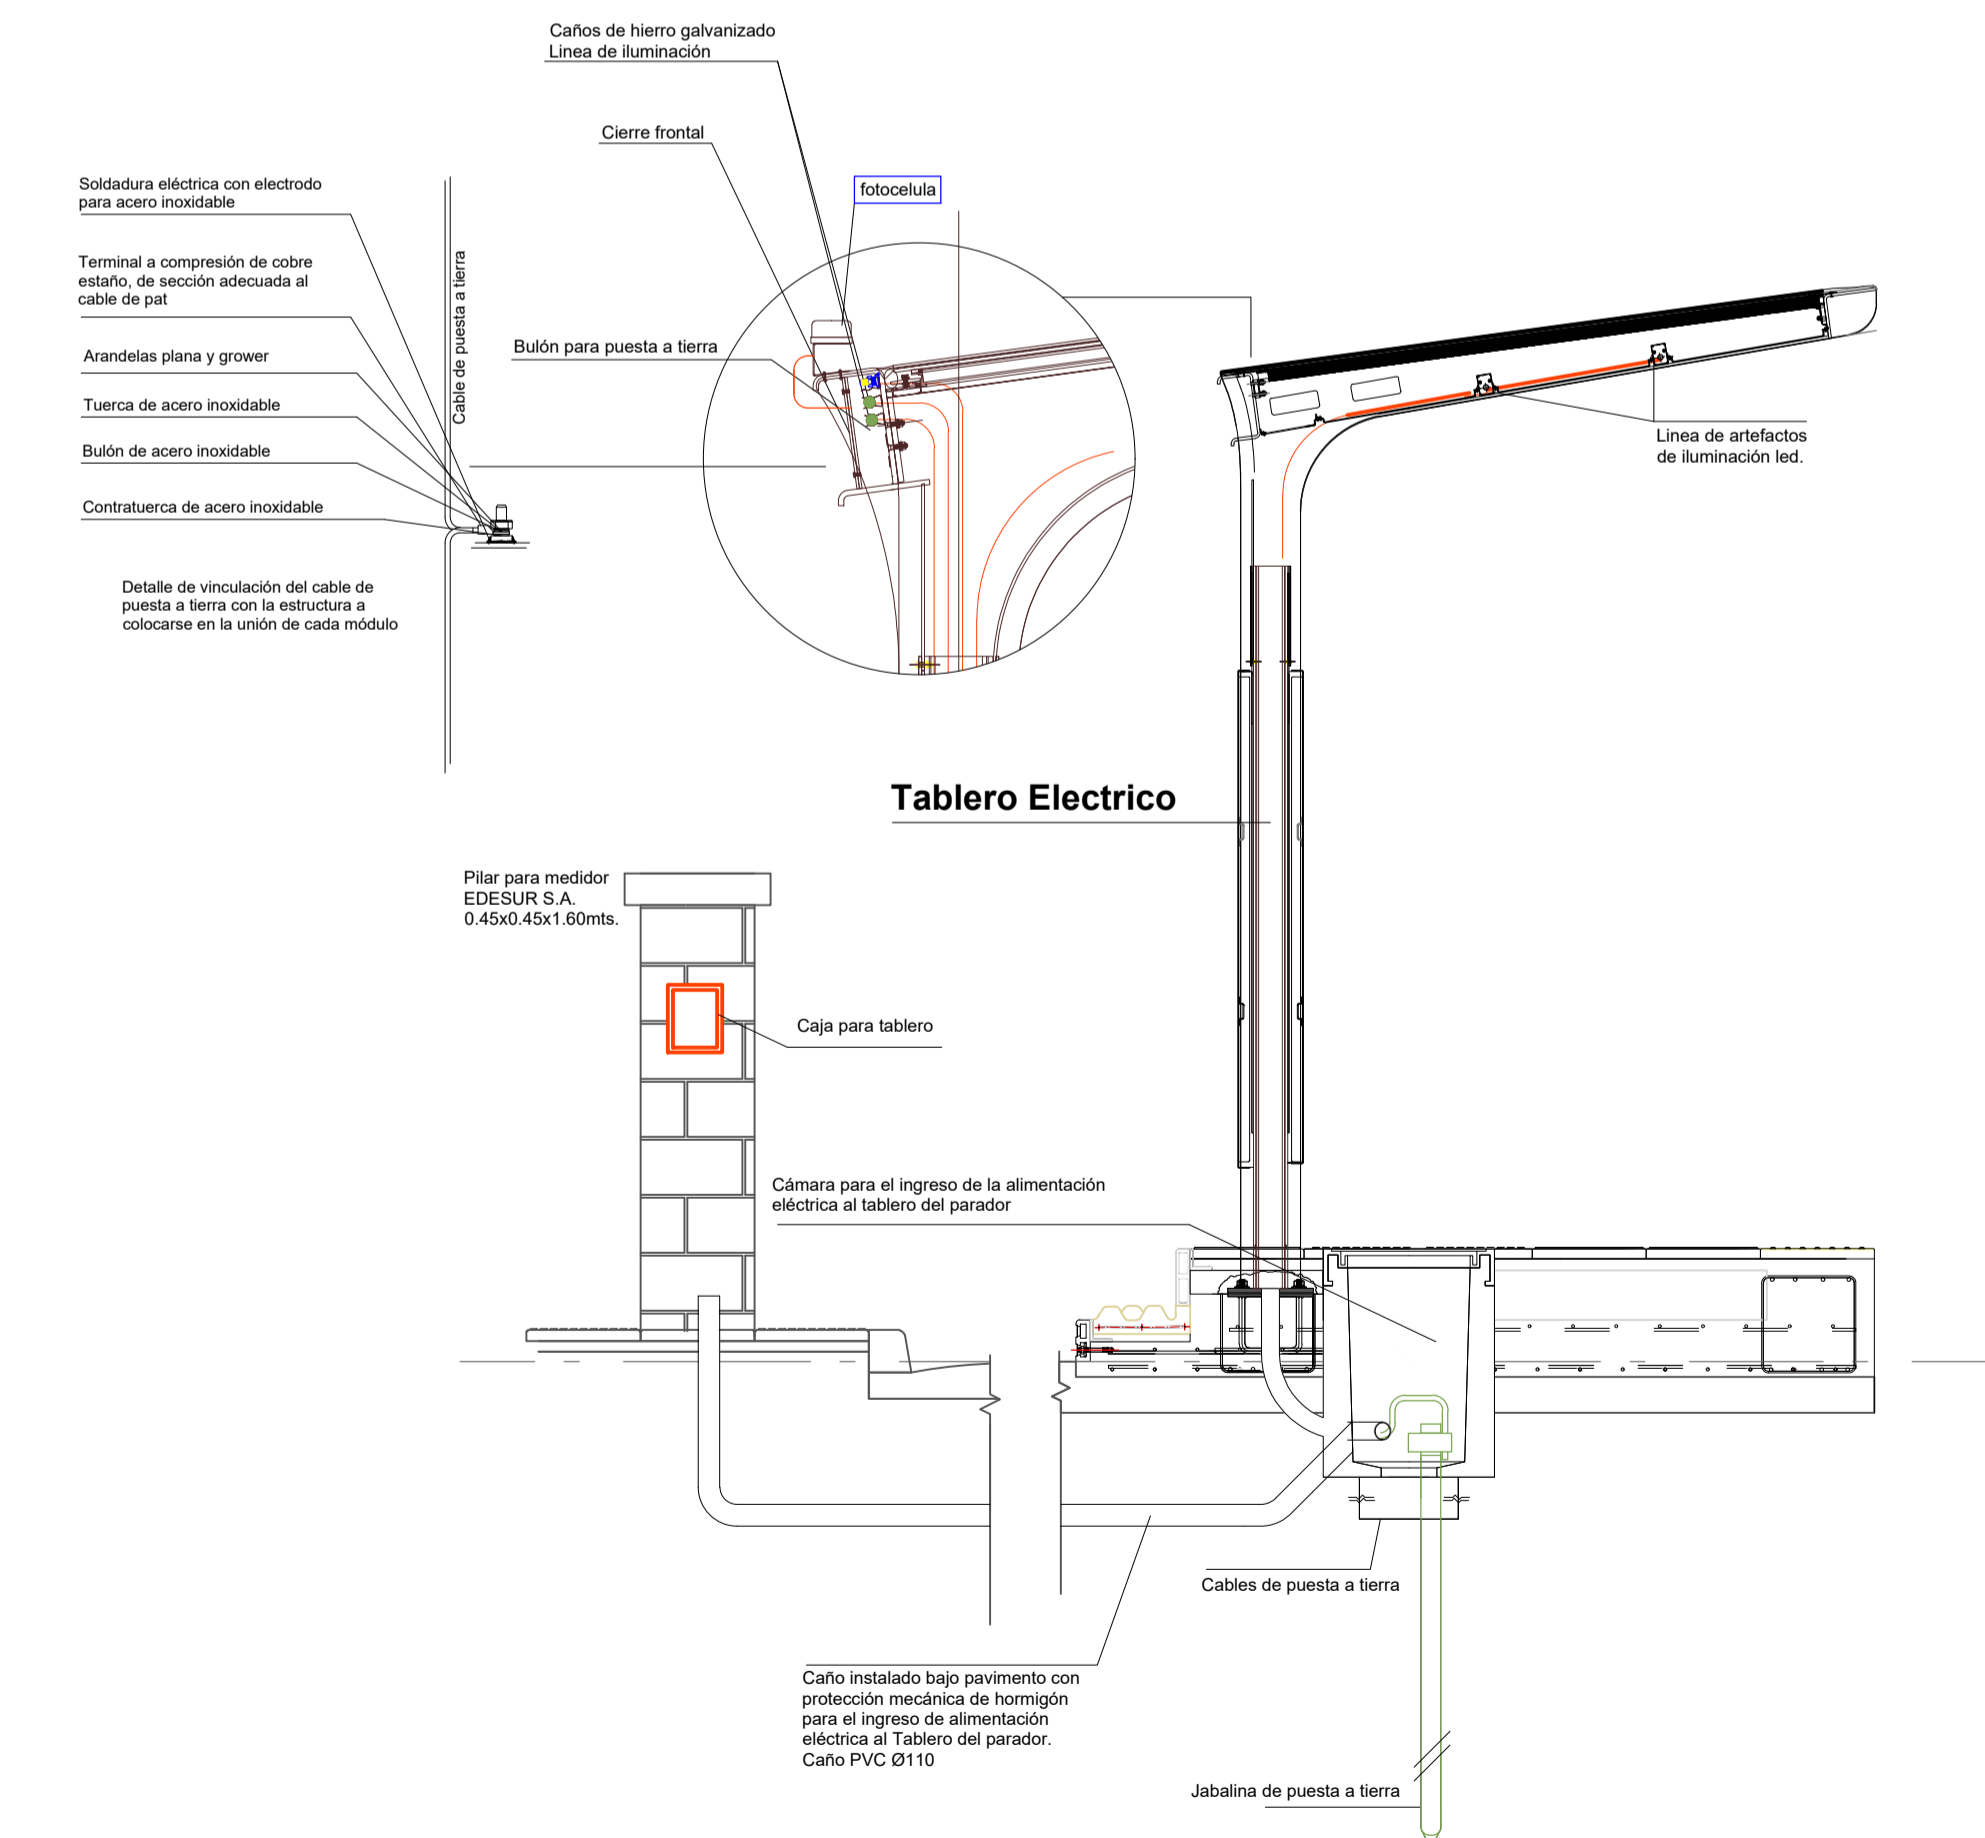 Caños de hierro galvanizado
Linea de iluminación
Cierre frontal
fotocelula
Soldadura eléctrica con electrodo
para acero inoxidable
Terminal a compresión de cobre
estaño, de sección adecuada al
cable de pat
Arandelas plana y grower
Tuerca de acero inoxidable
Bulón de acero inoxidable
Contratuerca de acero inoxidable
Cable de puesta a tierra
Bulón para puesta a tierra
Detalle de vinculación del cable de
puesta a tierra con la estructura a
colocarse en la unión de cada módulo
Linea de artefactos
de iluminación led.
Tablero Electrico
Pilar para medidor
EDESUR S.A.
0.45x0.45x1.60mts.
Caja para tablero
Cámara para el ingreso de la alimentación
eléctrica al tablero del parador
Cables de puesta a tierra
Caño instalado bajo pavimento con
protección mecánica de hormigón
para el ingreso de alimentación
eléctrica al Tablero del parador.
Caño PVC Ø110
Jabalina de puesta a tierra